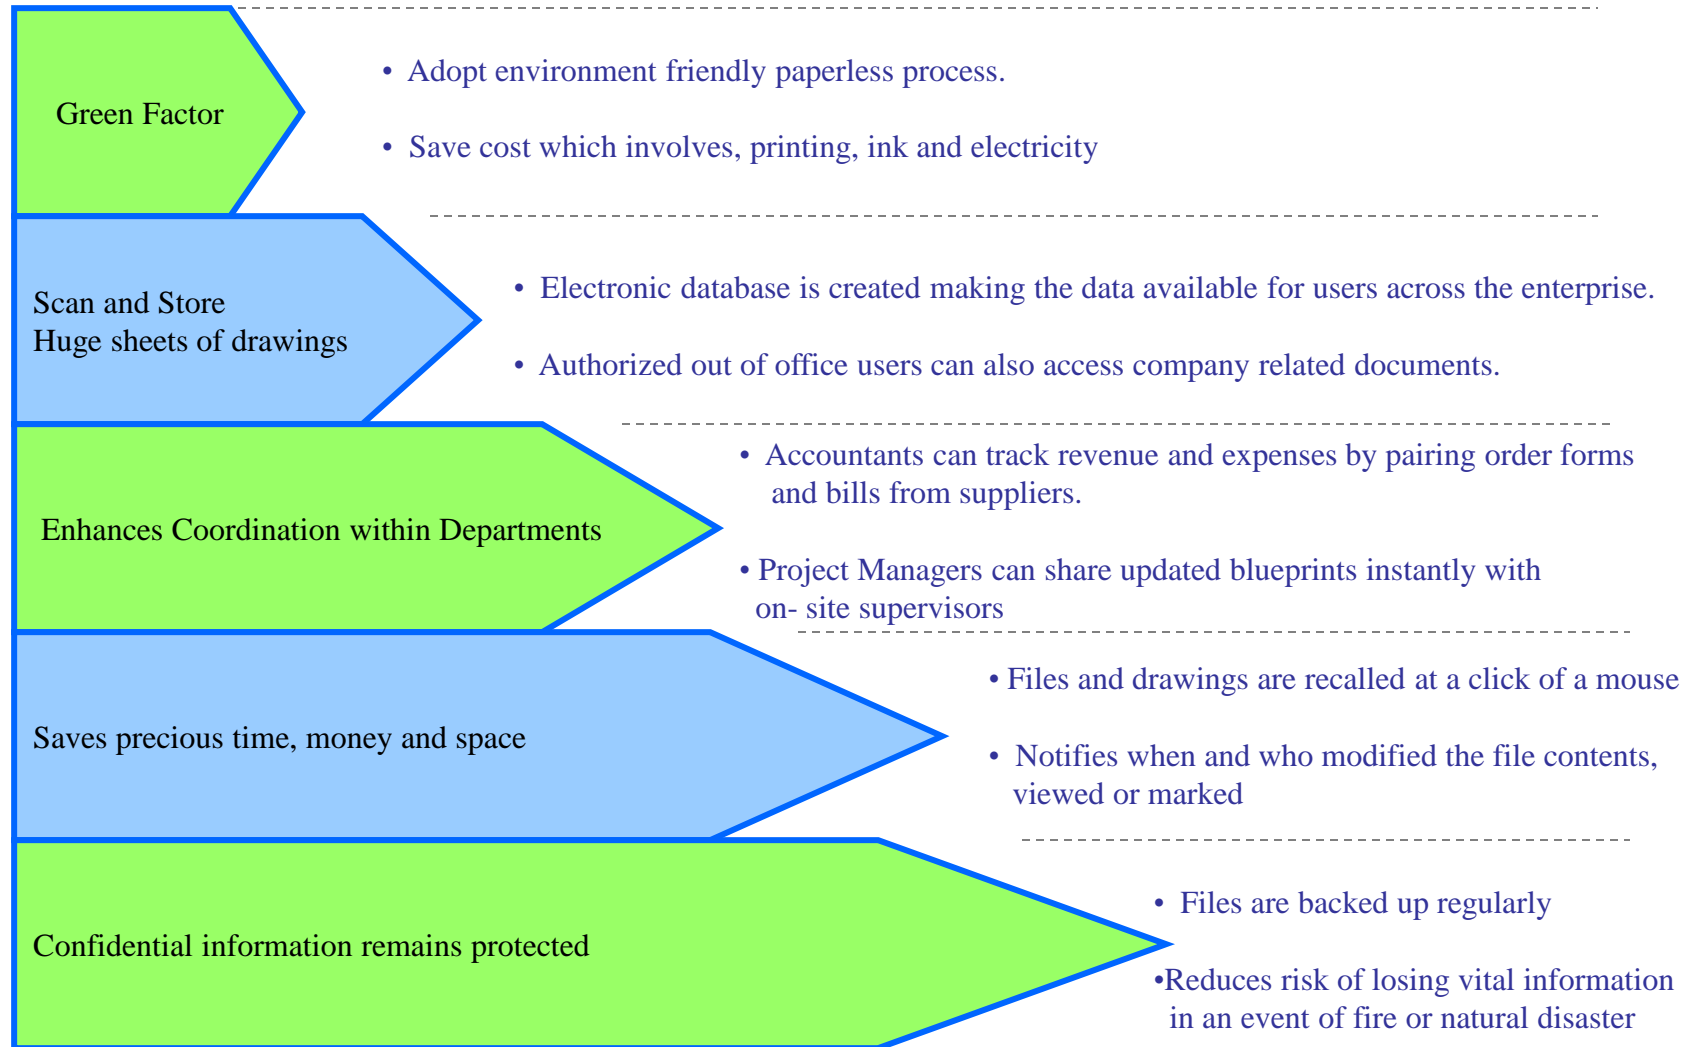 Green Factor
• Adopt environment friendly paperless process.
• Save cost which involves, printing, ink and electricity
Scan and Store
Huge sheets of drawings
• Electronic database is created making the data available for users across the enterprise.
• Authorized out of office users can also access company related documents.
Enhances Coordination within Departments
• Accountants can track revenue and expenses by pairing order forms
and bills from suppliers.
• Project Managers can share updated blueprints instantly with
on- site supervisors
Saves precious time, money and space
• Files and drawings are recalled at a click of a mouse
• Notifies when and who modified the file contents,
viewed or marked
Confidential information remains protected
• Files are backed up regularly
•Reduces risk of losing vital information
in an event of fire or natural disaster